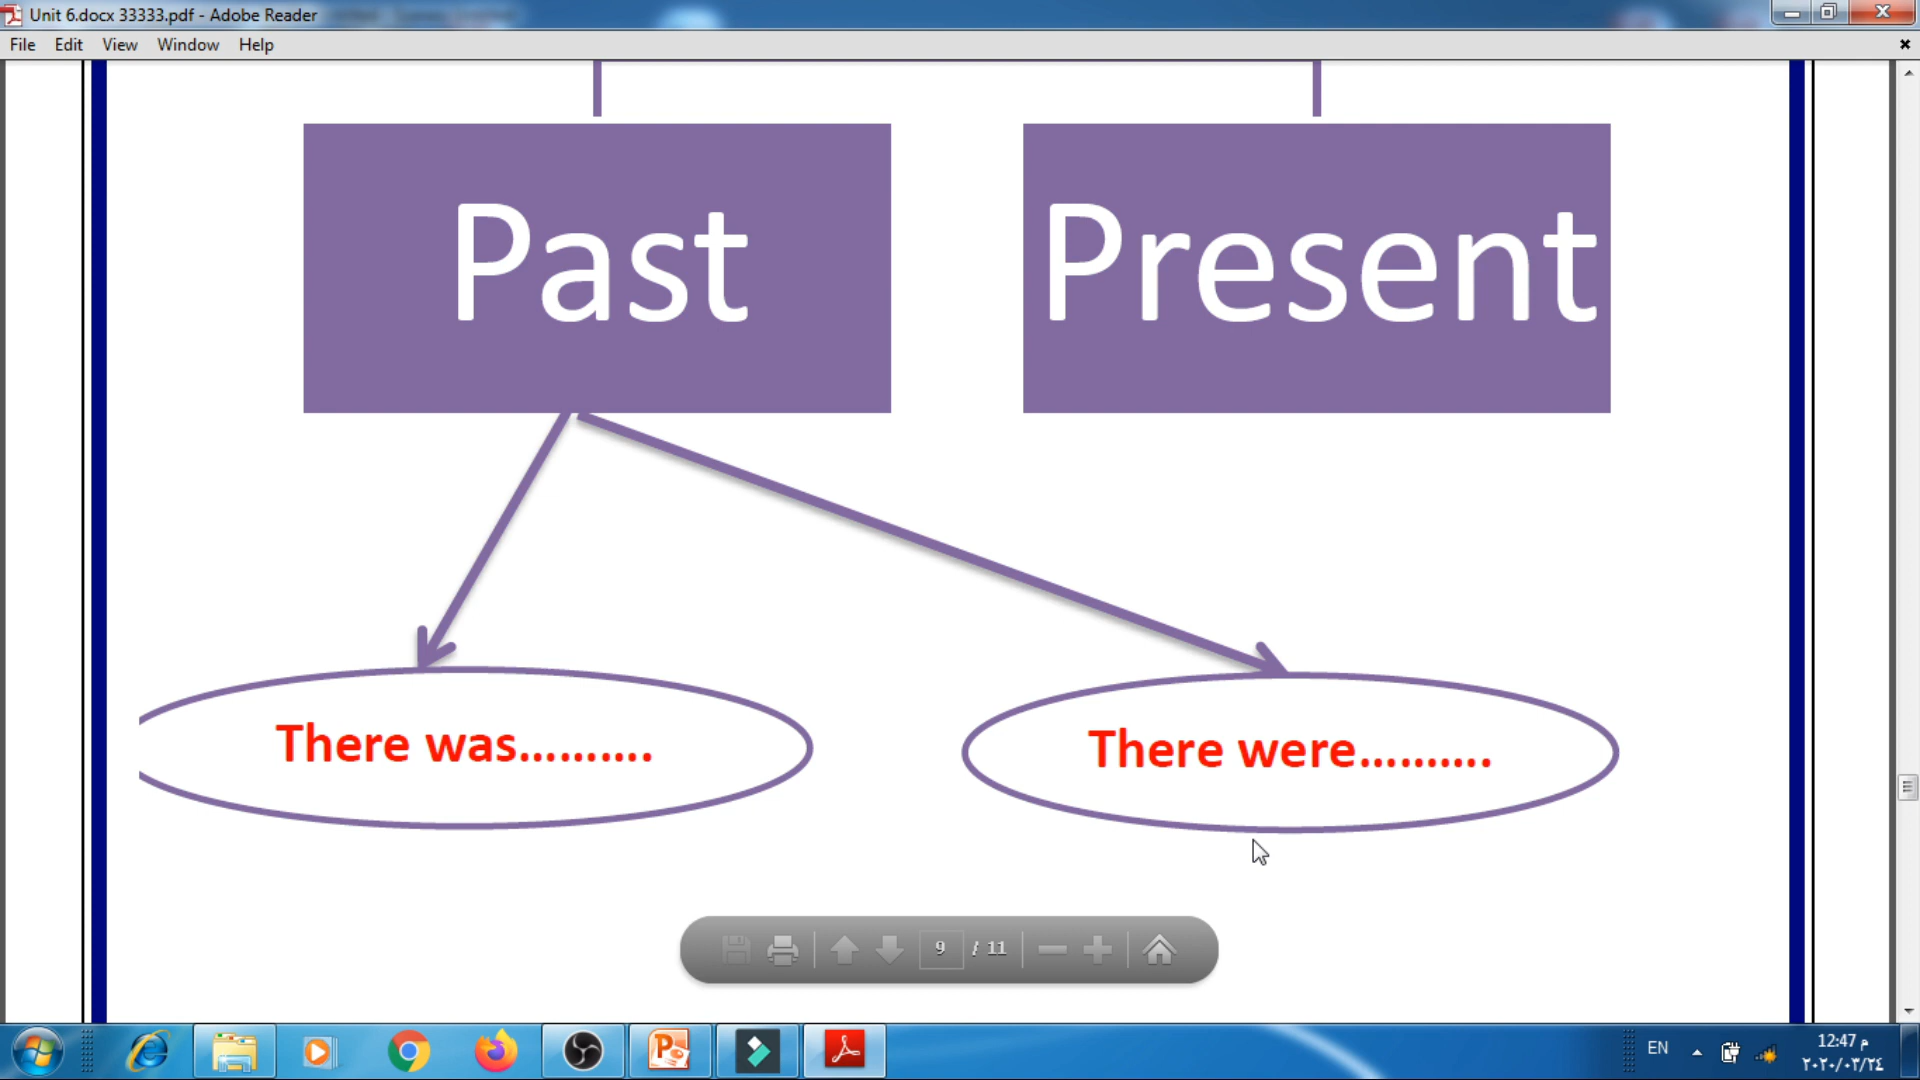 Unit 6.docx 33333.pdf - Adobe Reader
File Edit View Window Help
Past
Present
There was..........
There were..........
9 / 11
EN
12:47 م
٢٠٢٠/٠٣/٢٤